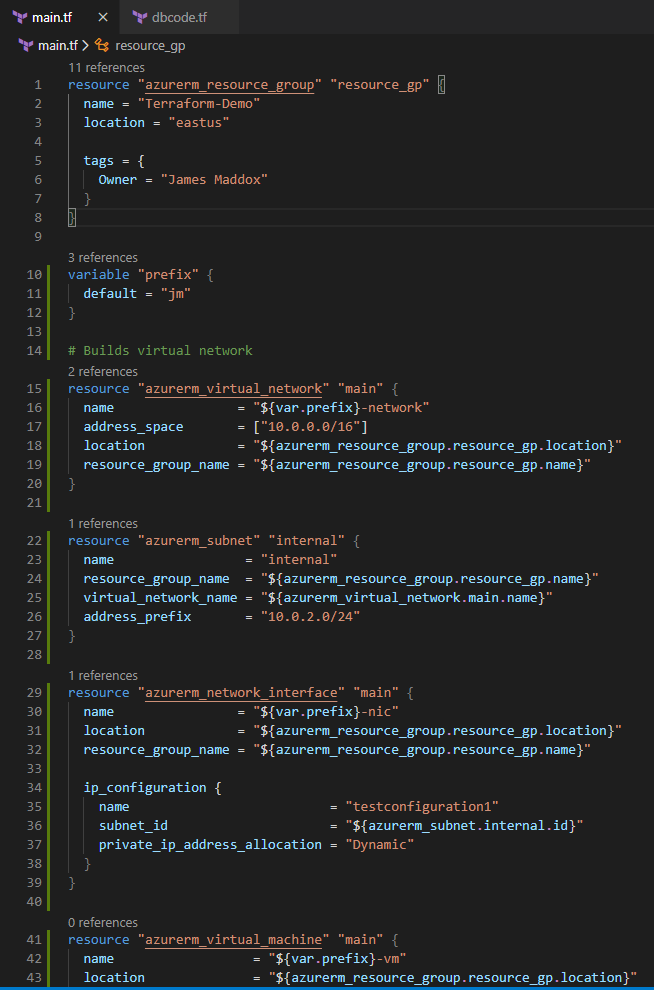 main.tf × dbcode.tf
main.tf > resource_gp
11 references
1 resource "azurerm_resource_group" "resource_gp" {
2 name = "Terraform-Demo"
3 location = "eastus"
4
5 tags = {
6 Owner = "James Maddox"
7 }
8 }
9
3 references
10 variable "prefix" {
11 default = "jm"
12 }
13
14 # Builds virtual network
2 references
15 resource "azurerm_virtual_network" "main" {
16 name                = "${var.prefix}-network"
17 address_space       = ["10.0.0.0/16"]
18 location            = "${azurerm_resource_group.resource_gp.location}"
19 resource_group_name = "${azurerm_resource_group.resource_gp.name}"
20 }
21
1 references
22 resource "azurerm_subnet" "internal" {
23 name                 = "internal"
24 resource_group_name  = "${azurerm_resource_group.resource_gp.name}"
25 virtual_network_name = "${azurerm_virtual_network.main.name}"
26 address_prefix       = "10.0.2.0/24"
27 }
28
1 references
29 resource "azurerm_network_interface" "main" {
30 name                = "${var.prefix}-nic"
31 location            = "${azurerm_resource_group.resource_gp.location}"
32 resource_group_name = "${azurerm_resource_group.resource_gp.name}"
33
34 ip_configuration {
35 name                          = "testconfiguration1"
36 subnet_id                     = "${azurerm_subnet.internal.id}"
37 private_ip_address_allocation = "Dynamic"
38 }
39 }
40
0 references
41 resource "azurerm_virtual_machine" "main" {
42 name                  = "${var.prefix}-vm"
43 location              = "${azurerm_resource_group.resource_gp.location}"